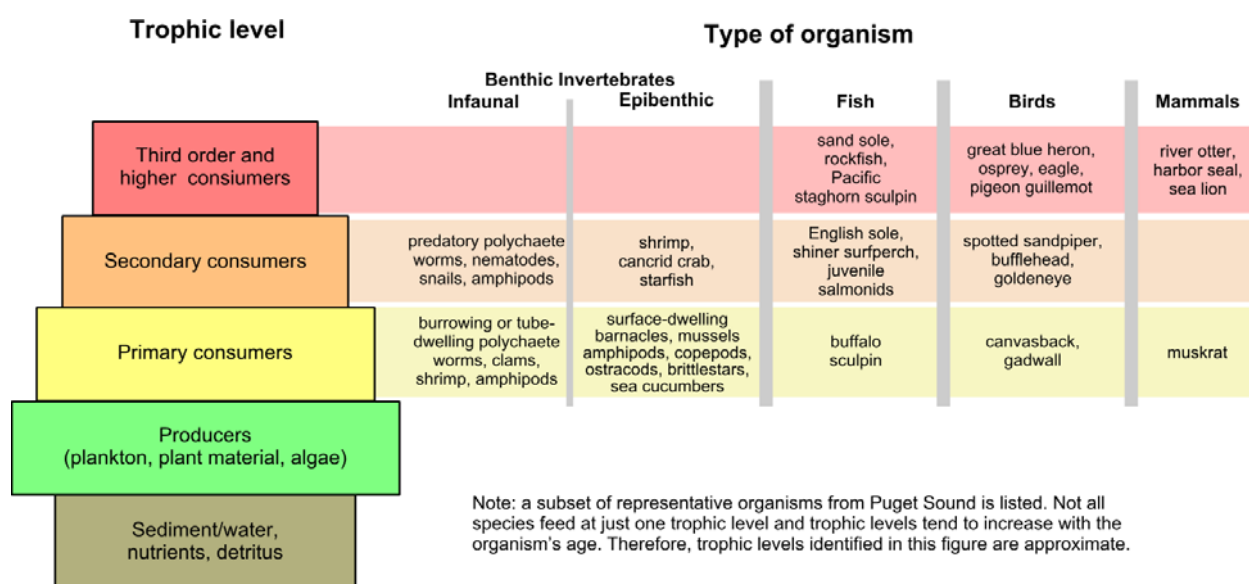 Trophic level
Type of organism
Benthic Invertebrates
Infaunal
Epibenthic
Fish
Birds
Mammals
Third order and
higher consiumers
sand sole,
rockfish,
Pacific
staghorn sculpin
great blue heron,
osprey, eagle,
pigeon guillemot
river otter,
harbor seal,
sea lion
Secondary consumers
predatory polychaete
worms, nematodes,
snails, amphipods
shrimp,
cancrid crab,
starfish
English sole,
shiner surfperch,
juvenile
salmonids
spotted sandpiper,
bufflehead,
goldeneye
Primary consumers
burrowing or tube-
dwelling polychaete
worms, clams,
shrimp, amphipods
surface-dwelling
barnacles, mussels
amphipods, copepods,
ostracods, brittlestars,
sea cucumbers
buffalo
sculpin
canvasback,
gadwall
muskrat
Producers
(plankton, plant material, algae)
Sediment/water,
nutrients, detritus
Note: a subset of representative organisms from Puget Sound is listed. Not all
species feed at just one trophic level and trophic levels tend to increase with the
organism's age. Therefore, trophic levels identified in this figure are approximate.